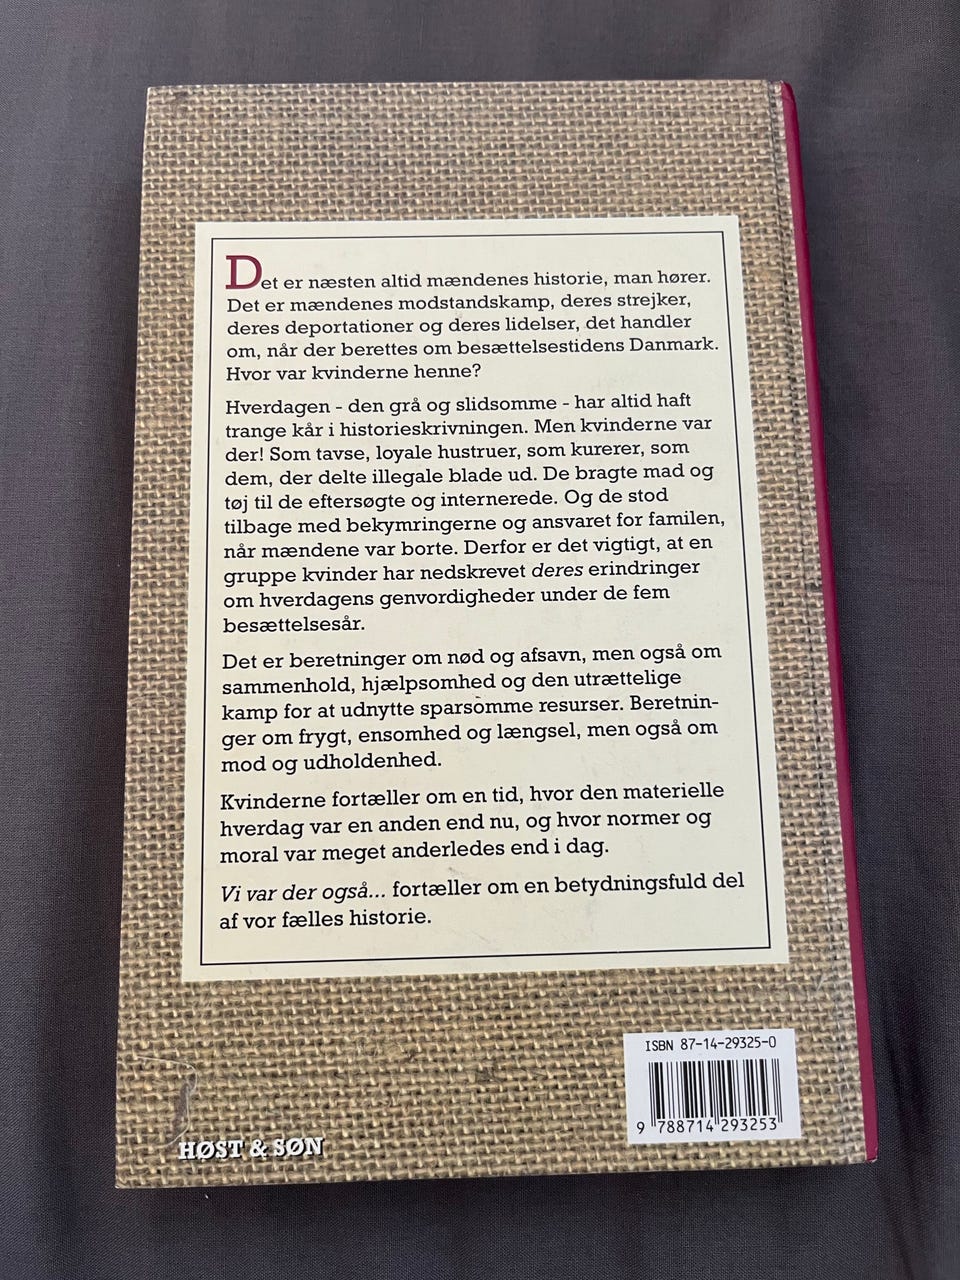 Det er næsten altid mændenes historie, man hører.
Det er mændenes modstandskamp, deres strejker,
deres deportationer og deres lidelser, det handler
om, når der berettes om besættelsestidens Danmark.
Hvor var kvinderne henne?
Hverdagen - den grå og slidsomme - har altid haft
trange kår i historieskrivningen. Men kvinderne var
der! Som tavse, loyale hustruer, som kurerer, som
dem, der delte illegale blade ud. De bragte mad og
tøj til de eftersøgte og internerede. Og de stod
tilbage med bekymringerne og ansvaret for familen,
når mændene var borte. Derfor er det vigtigt, at en
gruppe kvinder har nedskrevet deres erindringer
om hverdagens genvordigheder under de fem
besættelsesår.
Det er beretninger om nød og afsavn, men også om
sammenhold, hjælpsomhed og den utrættelige
kamp for at udnytte sparsomme resurser. Beretnin-
ger om frygt, ensomhed og længsel, men også om
mod og udholdenhed.
Kvinderne fortæller om en tid, hvor den materielle
hverdag var en anden end nu, og hvor normer og
moral var meget anderledes end i dag.
Vi var der også... fortæller om en betydningsfuld del
af vor fælles historie.
ISBN 87-14-29325-0
9 788714 293253
HØST & SØN